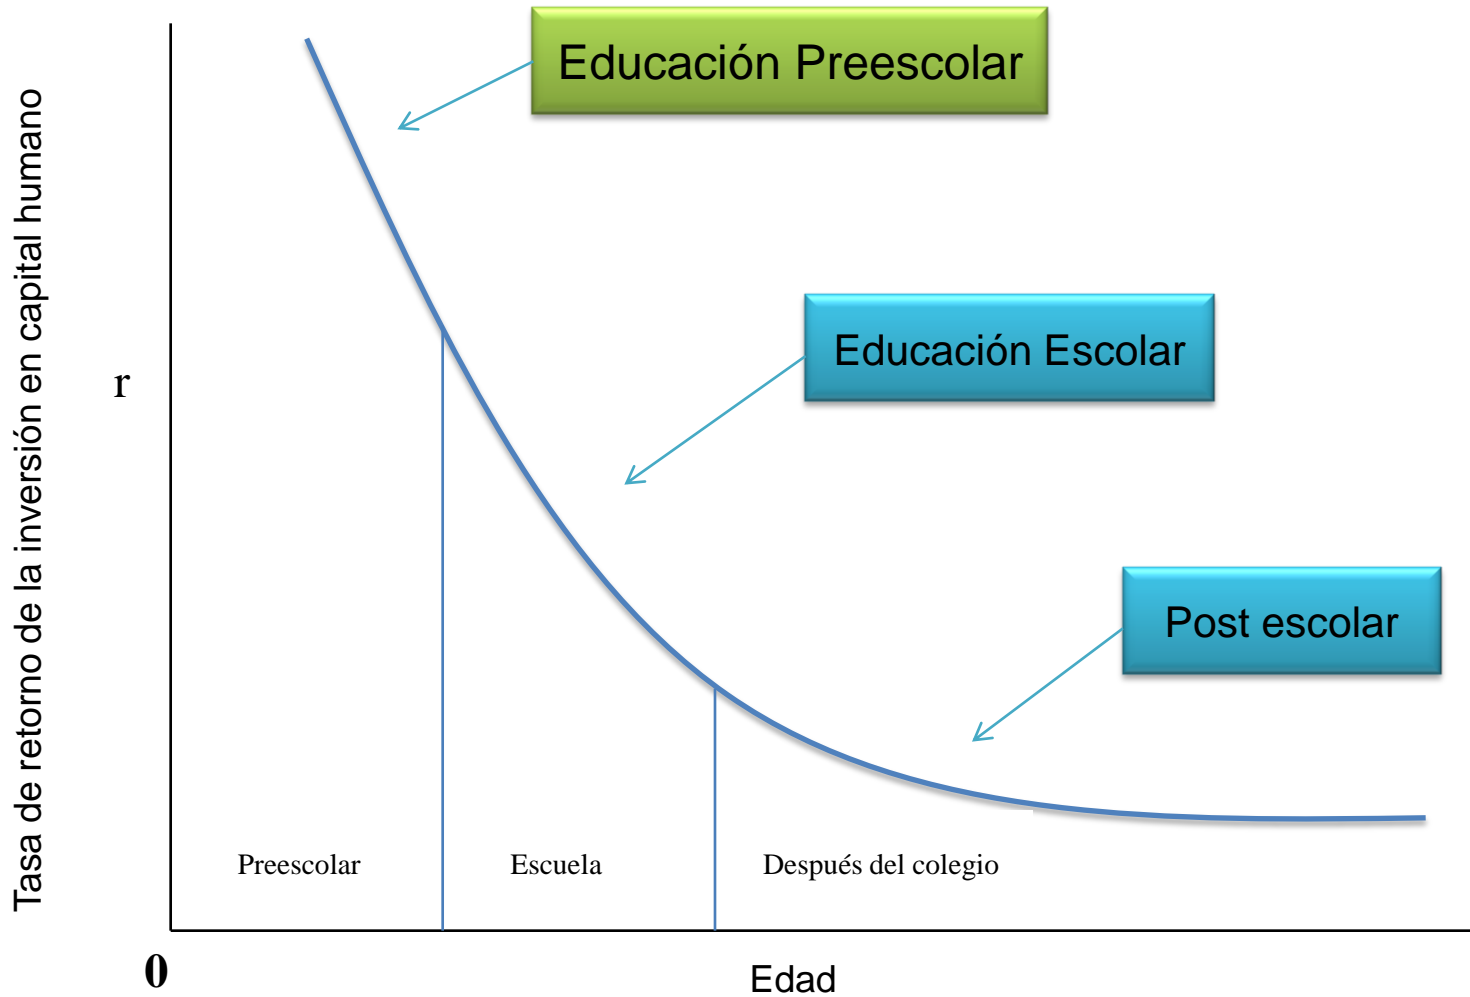 Educación Preescolar
Tasa de retorno de la inversión en capital humano
Educación Escolar
r
Post escolar
Preescolar
Escuela
Después del colegio
0
Edad